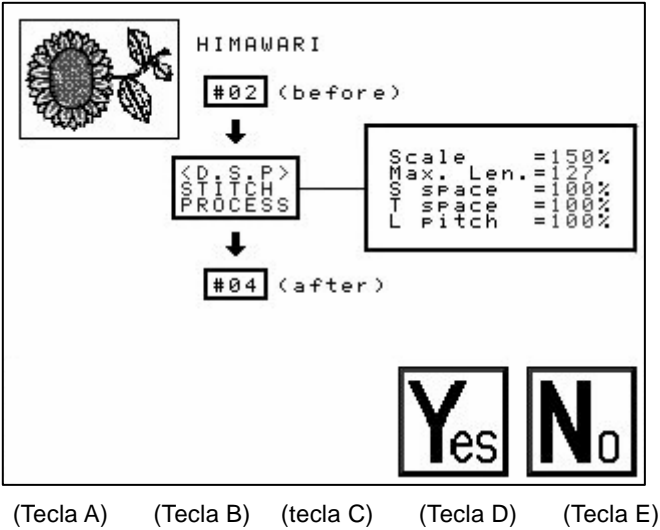 HIMAWARI
#02 (before)
<D.S.P>
STITCH
PROCESS
Scale =150%
Max. Len.=127
S space =100%
T space =100%
L pitch =100%
#04 (after)
Yes No
(Tecla A) (Tecla B) (tecla C) (Tecla D) (Tecla E)